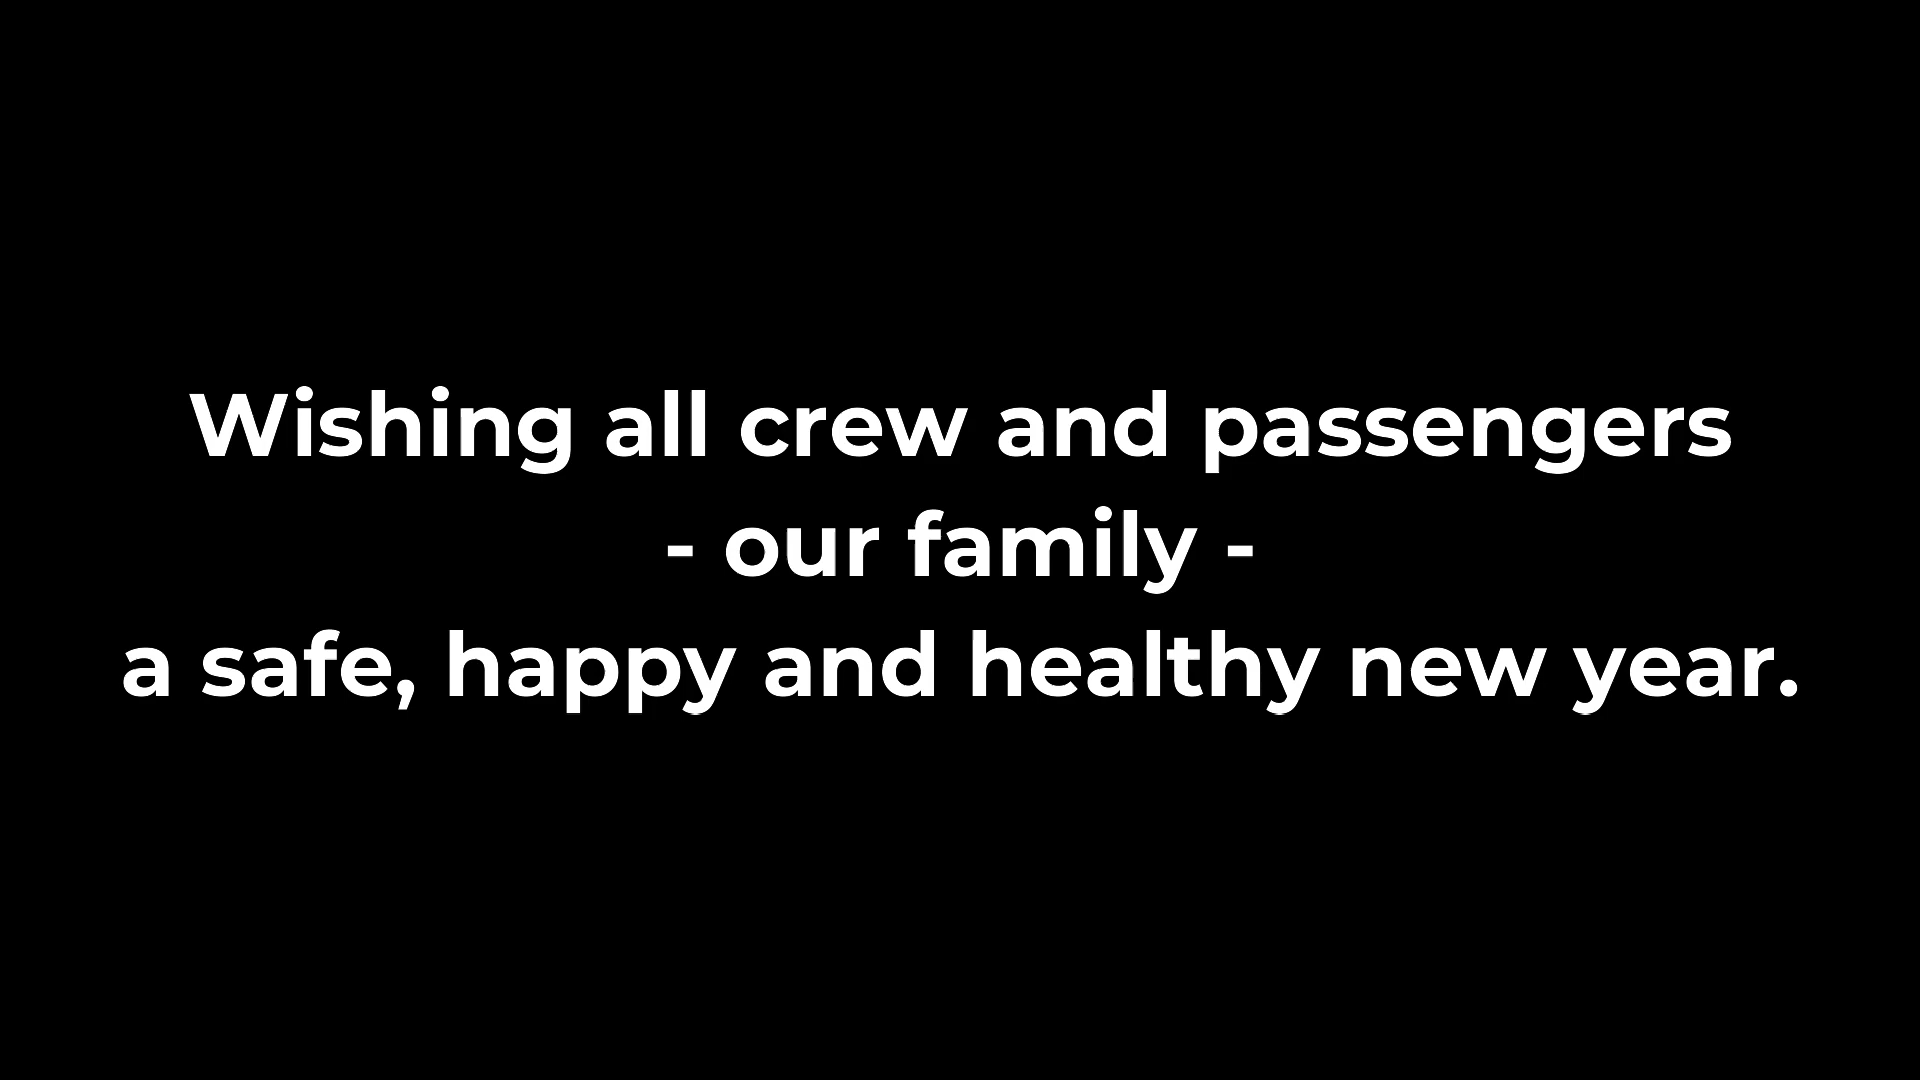 Wishing all crew and passengers
- our family -
a safe, happy and healthy new year.